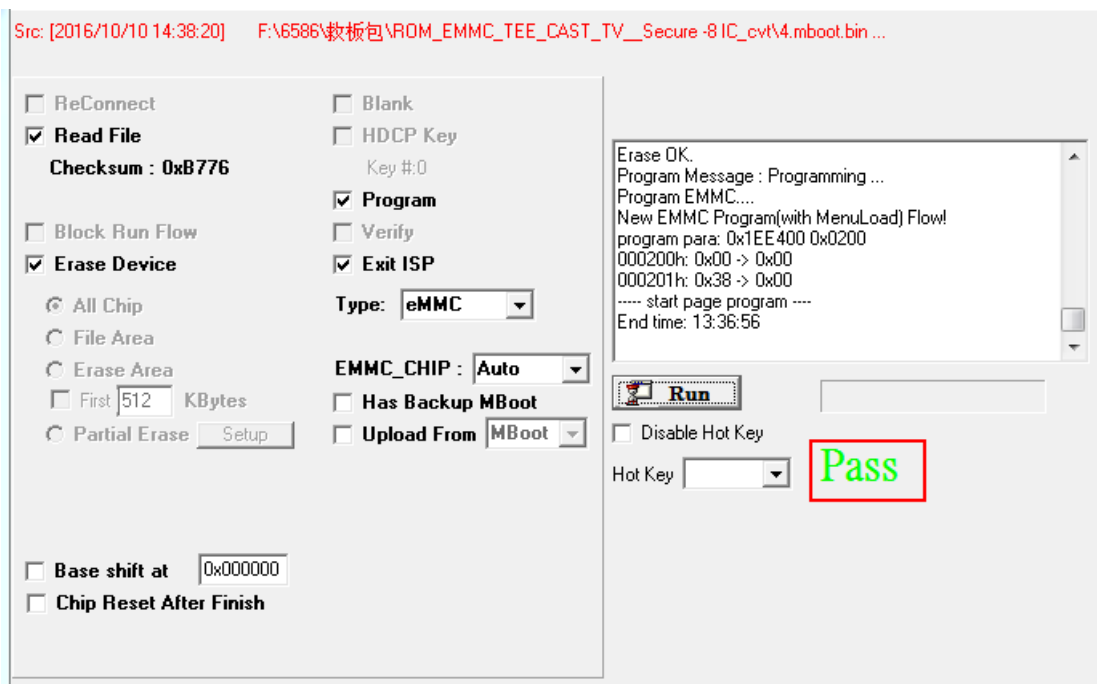 Src: [2016/10/10 14:38:20] F:\6586\救板包\ROM_EMMC_TEE_CAST_TV__Secure -8 IC_cvt\4.mboot.bin ...
ReConnect
Read File
Checksum : 0xB776
Block Run Flow
Erase Device
All Chip
File Area
Erase Area
First 512 KBytes
Partial Erase Setup
Base shift at 0x000000
Chip Reset After Finish
Blank
HDCP Key
Key #:0
Program
Verify
Exit ISP
Type: eMMC
EMMC_CHIP : Auto
Has Backup MBoot
Upload From MBoot
Erase OK.
Program Message : Programming ...
Program EMMC....
New EMMC Program(with MenuLoad) Flow!
program para: 0x1EE400 0x0200
000200h: 0x00 -> 0x00
000201h: 0x38 -> 0x00
----- start page program ----
End time: 13:36:56
Run
Disable Hot Key
Hot Key
Pass